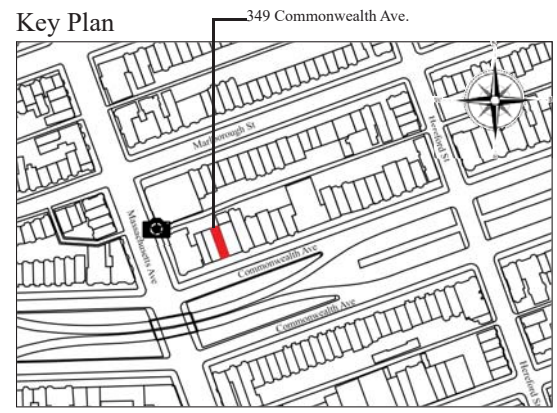 Key Plan
349 Commonwealth Ave.
Marlborough St
Hereford St
Massachusetts Ave
Commonwealth Ave
Commonwealth Ave
Hereford St